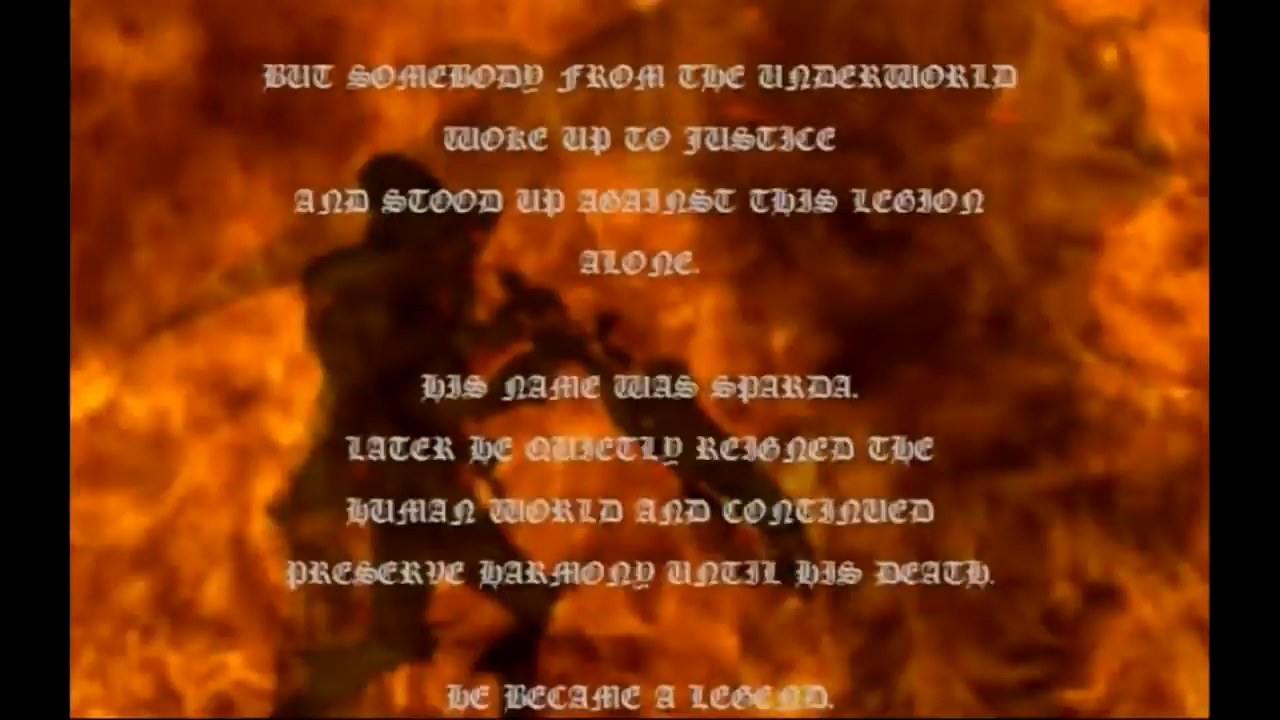 BUT SOMEBODY FROM THE UNDERWORLD
WOKE UP TO JUSTICE
AND STOOD UP AGAINST THIS LEGION
ALONE.
HIS NAME WAS SPARDA.
LATER HE QUIETLY REIGNED THE
HUMAN WORLD AND CONTINUED
PRESERVE HARMONY UNTIL HIS DEATH.
HE BECAME A LEGEND.